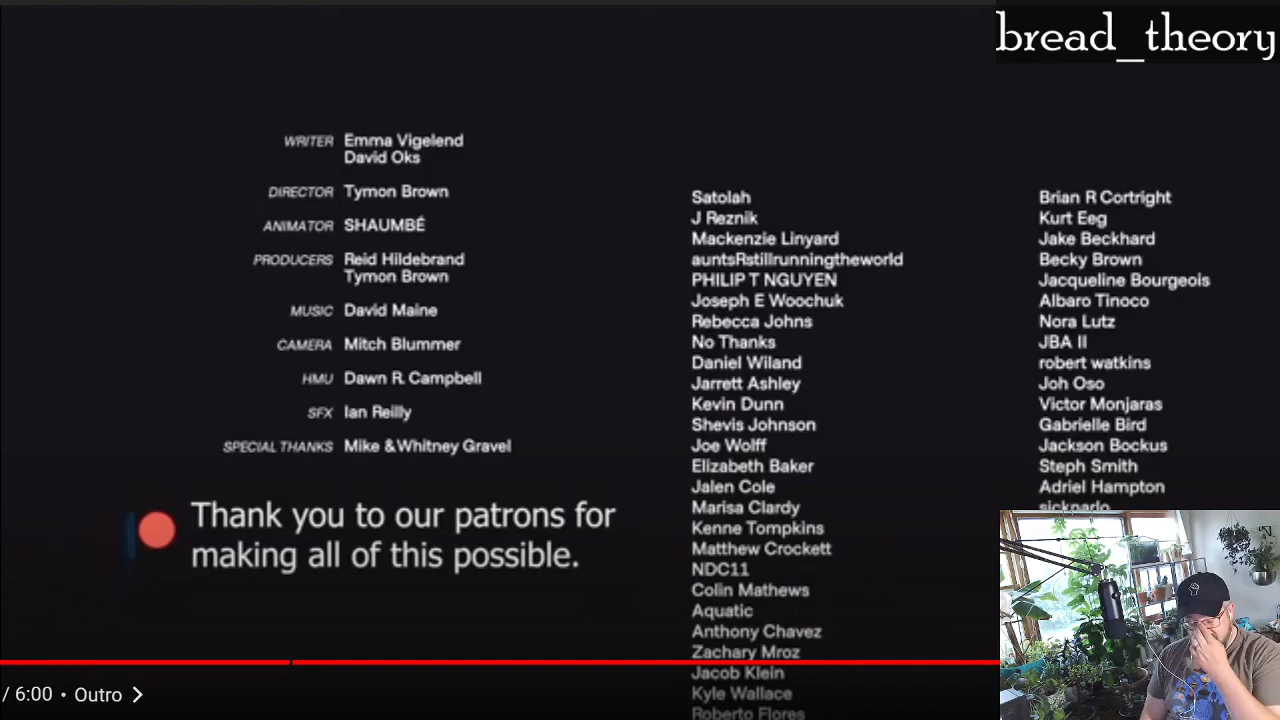 bread_theory
WRITER Emma Vigelend
David Oks
DIRECTOR Tymon Brown
ANIMATOR SHAUMBÉ
PRODUCERS Reid Hildebrand
Tymon Brown
MUSIC David Maine
CAMERA Mitch Blummer
HMU Dawn R. Campbell
SFX Ian Reilly
SPECIAL THANKS Mike & Whitney Gravel
Thank you to our patrons for
making all of this possible.
Satolah
J Reznik
Mackenzie Linyard
auntsRstillrunningtheworld
PHILIP T NGUYEN
Joseph E Woochuk
Rebecca Johns
No Thanks
Daniel Wiland
Jarrett Ashley
Kevin Dunn
Shevis Johnson
Joe Wolff
Elizabeth Baker
Jalen Cole
Marisa Clardy
Kenne Tompkins
Matthew Crockett
NDC11
Colin Mathews
Aquatic
Anthony Chavez
Zachary Mroz
Jacob Klein
Kyle Wallace
Roberto Flores
Brian R Cortright
Kurt Eeg
Jake Beckhard
Becky Brown
Jacqueline Bourgeois
Albaro Tinoco
Nora Lutz
JBA II
robert watkins
Joh Oso
Victor Monjaras
Gabrielle Bird
Jackson Bockus
Steph Smith
Adriel Hampton
/ 6:00 • Outro >